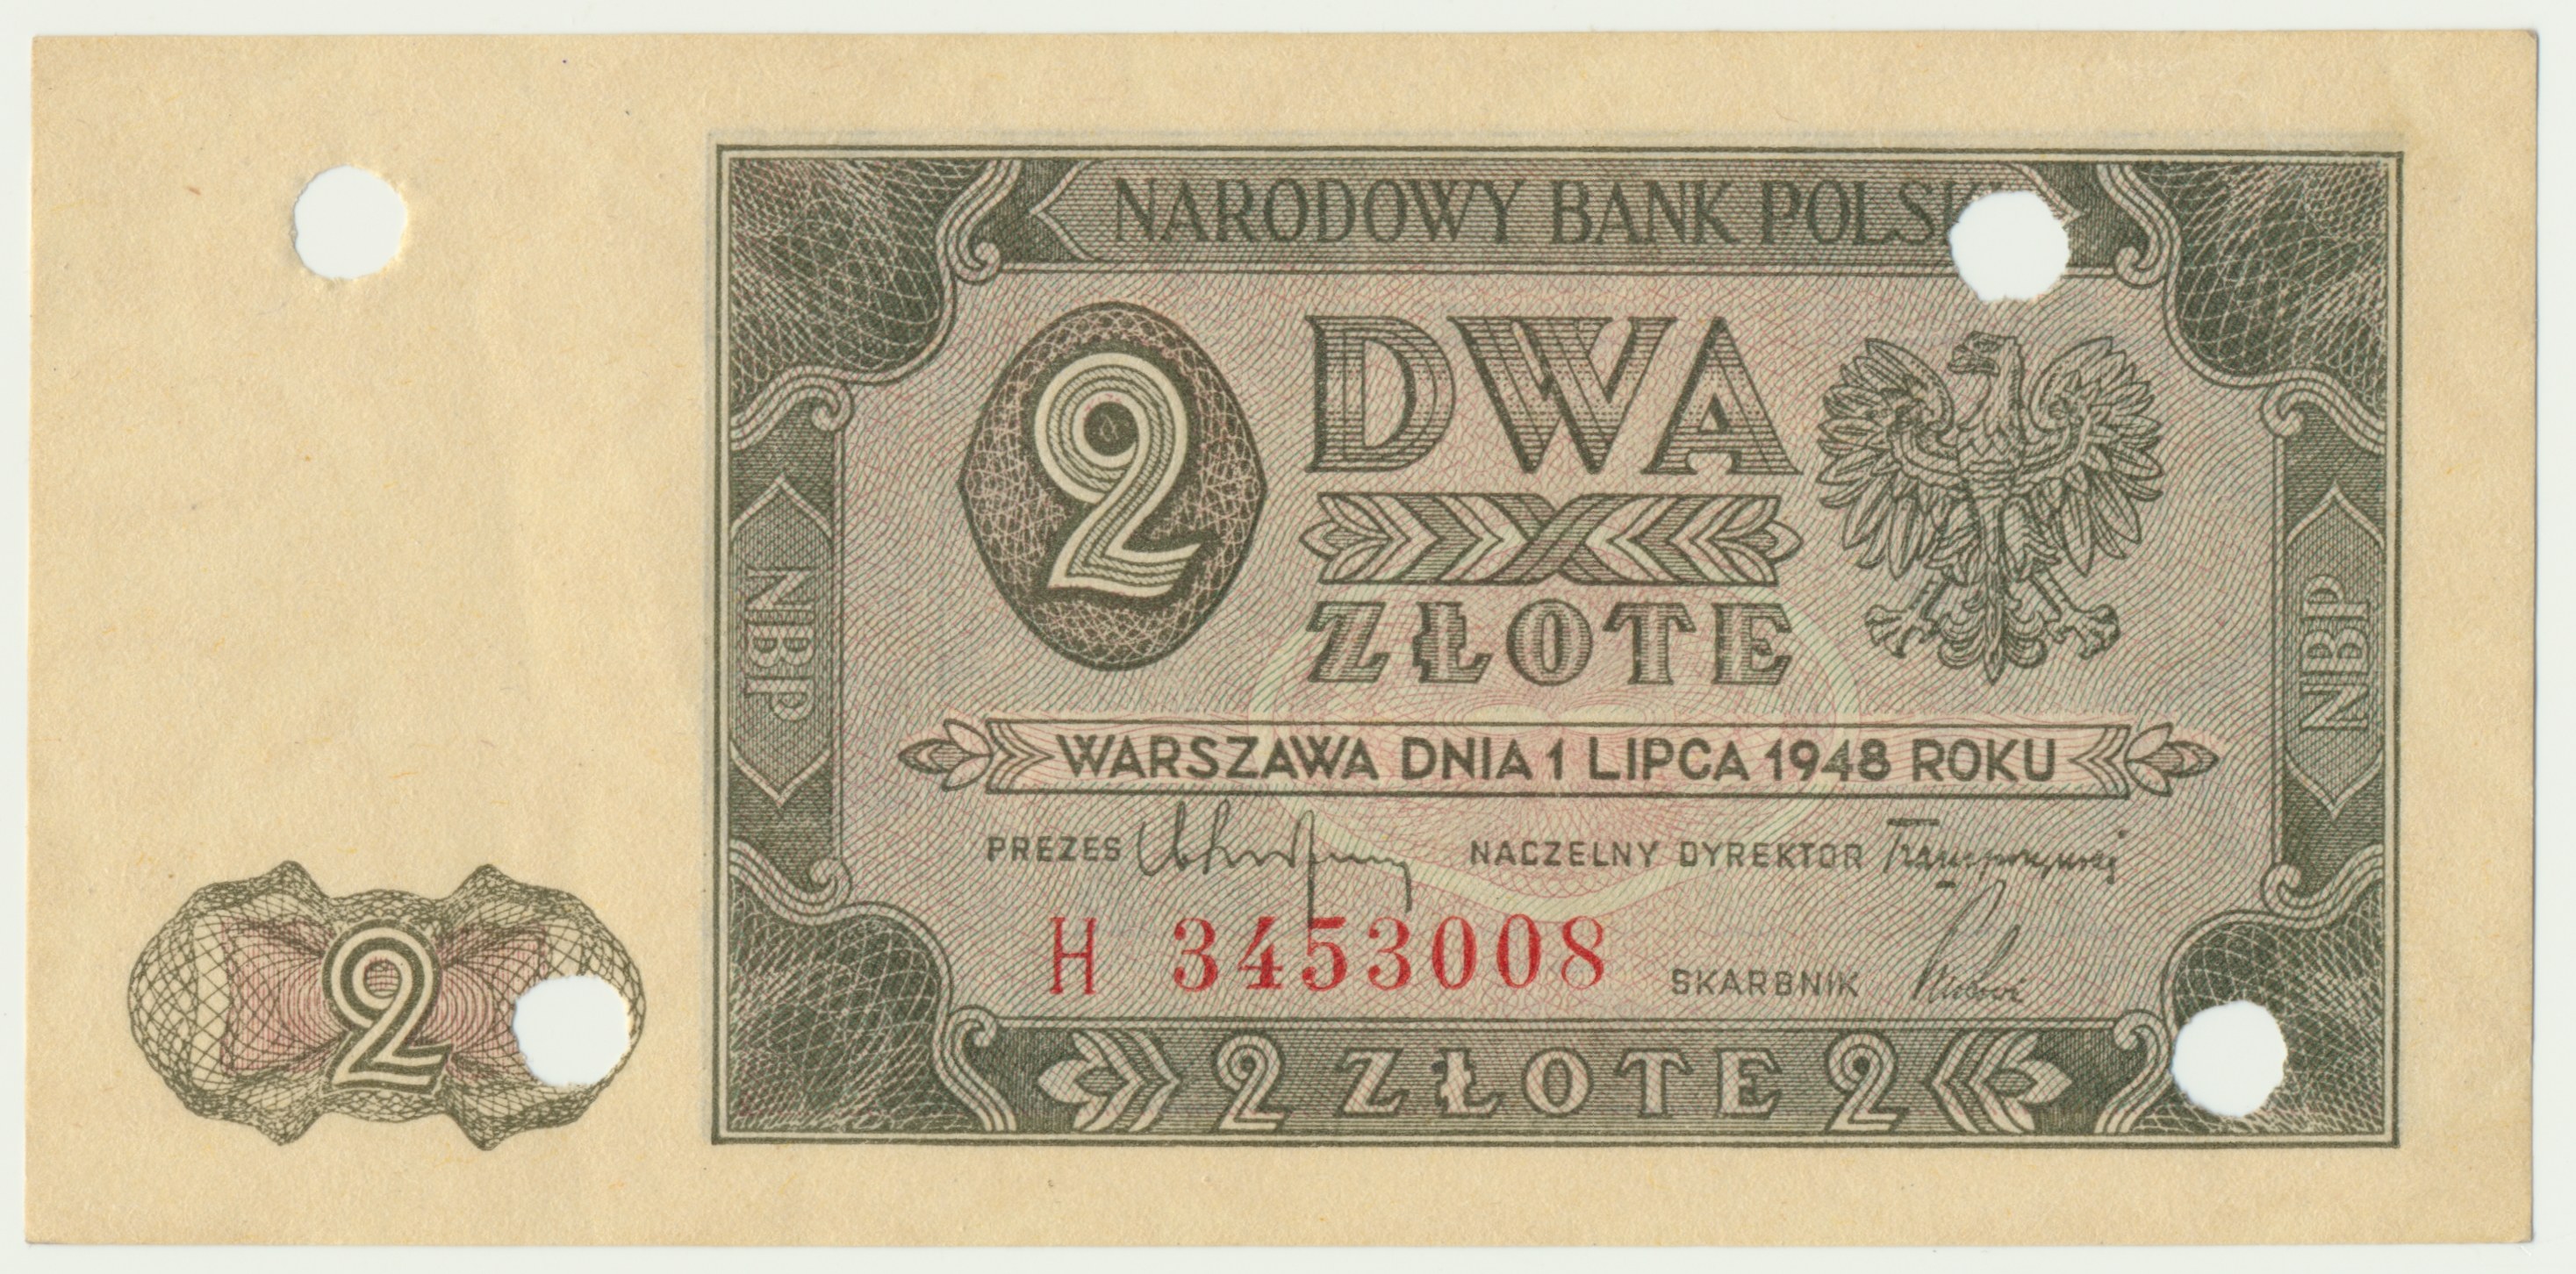 NARODOWY BANK POLSK
2
DWA
ZŁOTE
NBP
NBP
WARSZAWA DNIA 1 LIPCA 1948 ROKU
PREZES NACZELNY DYREKTOR
H 3453008
SKARBNIK
2
2 ZŁOTE 2